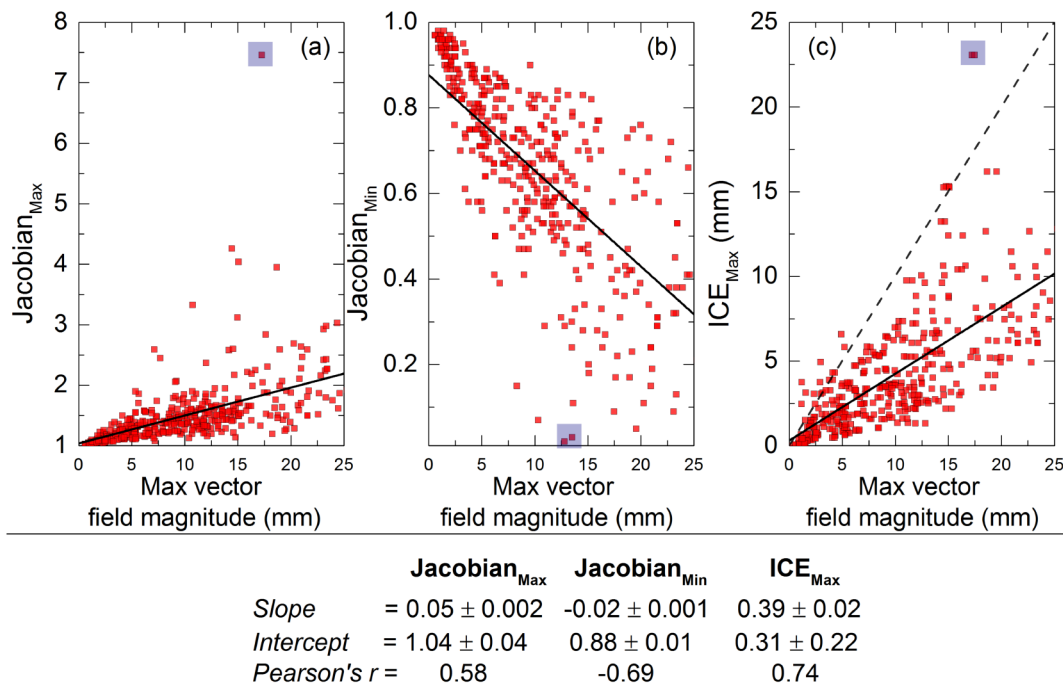 (a)
8
7
6
5
4
3
2
1
Jacobian_Max
0 5 10 15 20 25
Max vector
field magnitude (mm)
(b)
1.0
0.8
0.6
0.4
0.2
Jacobian_Min
0 5 10 15 20 25
Max vector
field magnitude (mm)
(c)
25
20
15
10
5
0
ICE_Max (mm)
0 5 10 15 20 25
Max vector
field magnitude (mm)
Jacobian_Max Jacobian_Min ICE_Max
Slope = 0.05 ± 0.002 -0.02 ± 0.001 0.39 ± 0.02
Intercept = 1.04 ± 0.04 0.88 ± 0.01 0.31 ± 0.22
Pearson's r = 0.58 -0.69 0.74